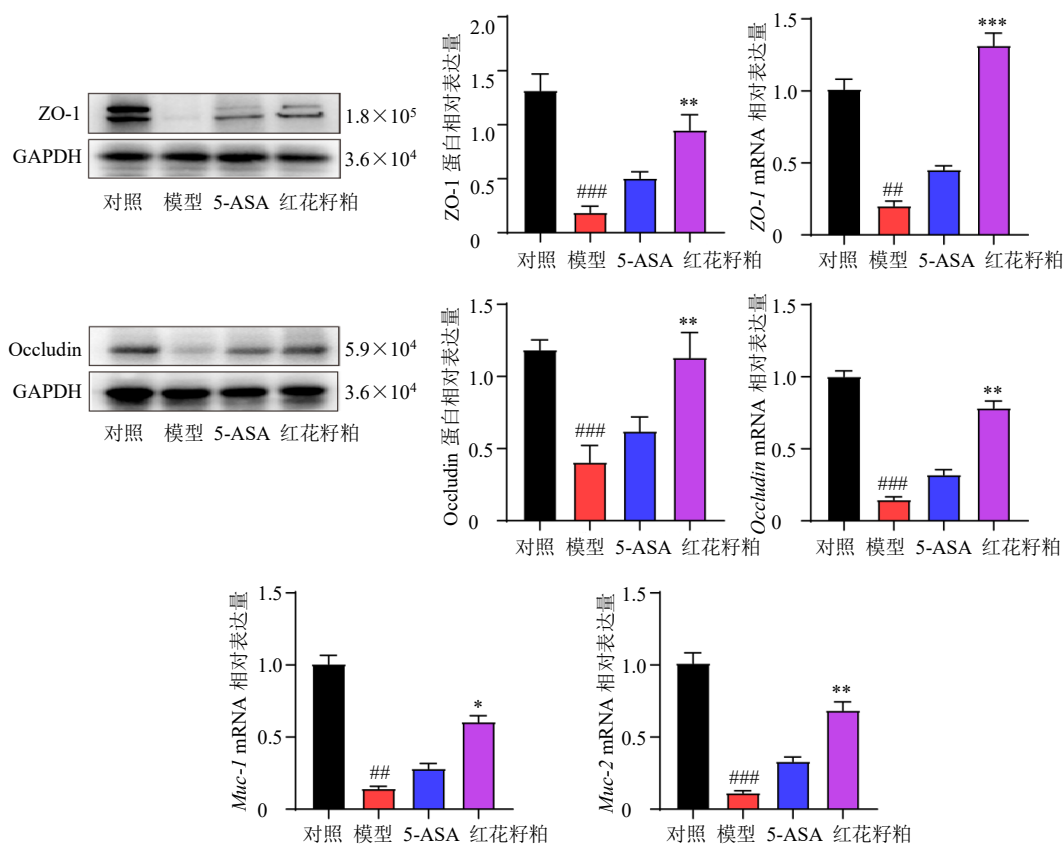 ZO-1
1.8×10⁵
GAPDH
3.6×10⁴
对照 模型 5-ASA 红花籽粕
ZO-1 蛋白相对表达量
2.0
1.5
1.0
0.5
0
###
**
对照 模型 5-ASA 红花籽粕
ZO-1 mRNA 相对表达量
1.5
1.0
0.5
0
##
***
对照 模型 5-ASA 红花籽粕
Occludin
5.9×10⁴
GAPDH
3.6×10⁴
对照 模型 5-ASA 红花籽粕
Occludin 蛋白相对表达量
1.5
1.0
0.5
0
###
**
对照 模型 5-ASA 红花籽粕
Occludin mRNA 相对表达量
1.5
1.0
0.5
0
###
**
对照 模型 5-ASA 红花籽粕
Muc-1 mRNA 相对表达量
1.5
1.0
0.5
0
##
*
对照 模型 5-ASA 红花籽粕
Muc-2 mRNA 相对表达量
1.5
1.0
0.5
0
###
**
对照 模型 5-ASA 红花籽粕